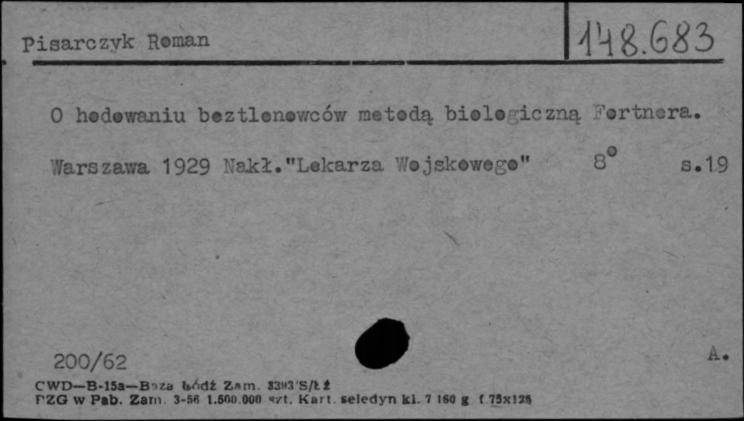 Pisarczyk Roman
148.683
O hodowaniu beztlenowców metodą biologiczną Fortnera.
Warszawa 1929 Nakł."Lekarza Wojskowego" 8° s.19
200/62
A.
CWD—B-15a—Baza Łódź Zam. S/Łź
PZG w Pab. Zam. 3-56 1.500.000 szt. Kart. seledyn kl. 7 160 g f. 75x125